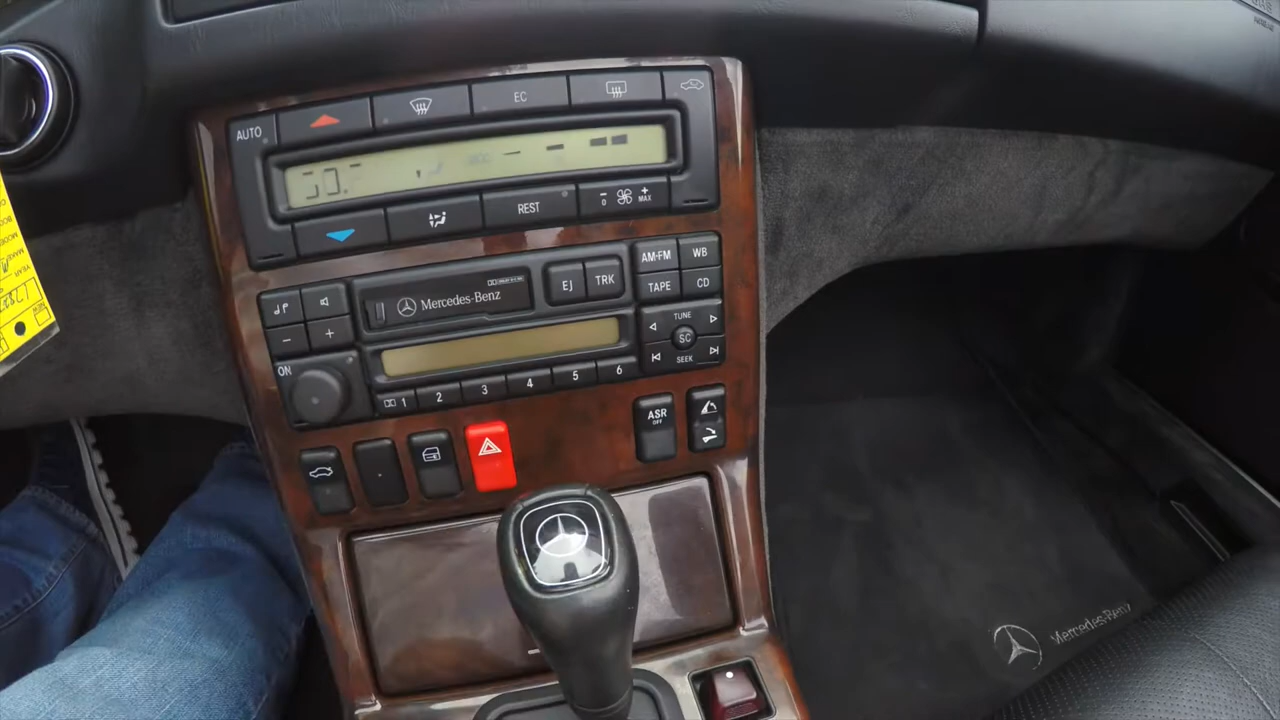 AUTO
EC
REST
0
MAX
Mercedes-Benz
EJ
TRK
AM-FM
WB
TAPE
CD
TUNE
SC
SEEK
ON
1
2
3
4
5
6
ASR
OFF
Mercedes-Benz